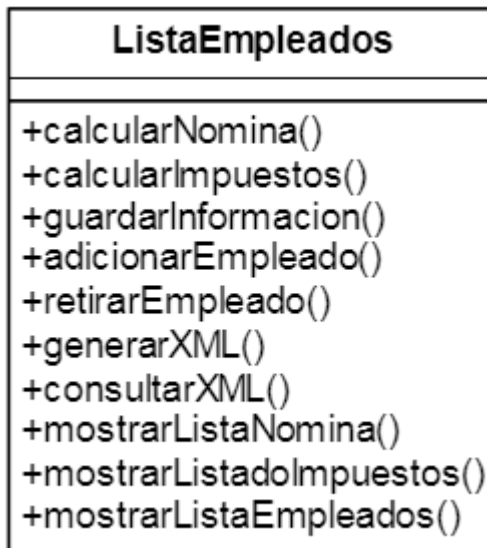 ListaEmpleados
+calcularNomina()
+calcularImpuestos()
+guardarInformacion()
+adicionarEmpleado()
+retirarEmpleado()
+generarXML()
+consultarXML()
+mostrarListaNomina()
+mostrarListadoImpuestos()
+mostrarListaEmpleados()